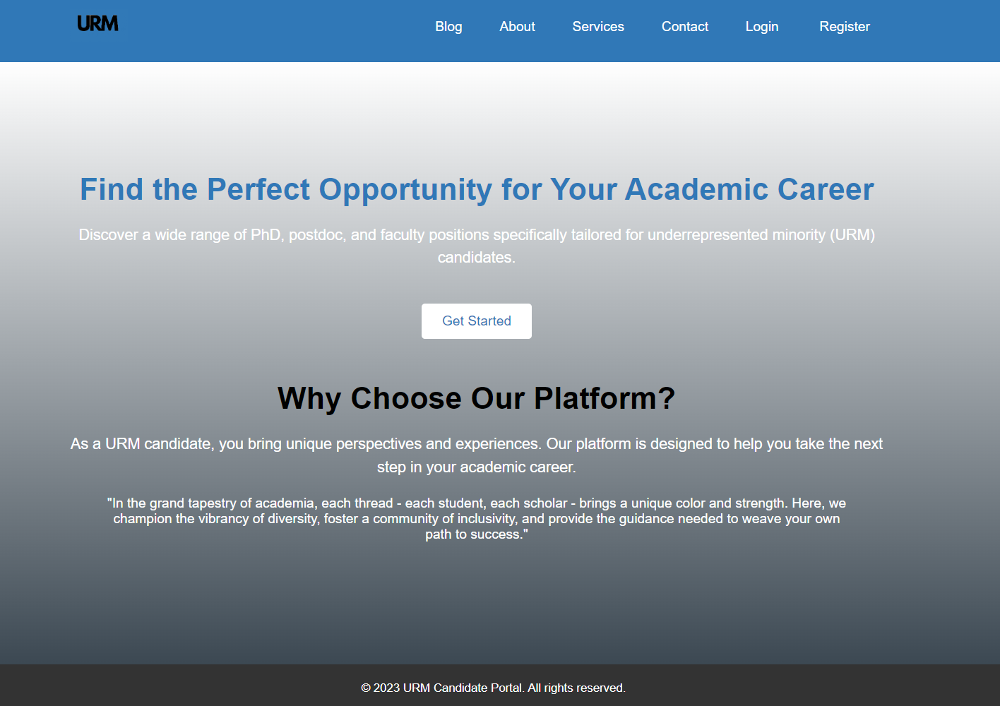 URM
Blog About Services Contact Login Register
Find the Perfect Opportunity for Your Academic Career
Discover a wide range of PhD, postdoc, and faculty positions specifically tailored for underrepresented minority (URM)
candidates.
Get Started
Why Choose Our Platform?
As a URM candidate, you bring unique perspectives and experiences. Our platform is designed to help you take the next
step in your academic career.
"In the grand tapestry of academia, each thread - each student, each scholar - brings a unique color and strength. Here, we
champion the vibrancy of diversity, foster a community of inclusivity, and provide the guidance needed to weave your own
path to success."
© 2023 URM Candidate Portal. All rights reserved.